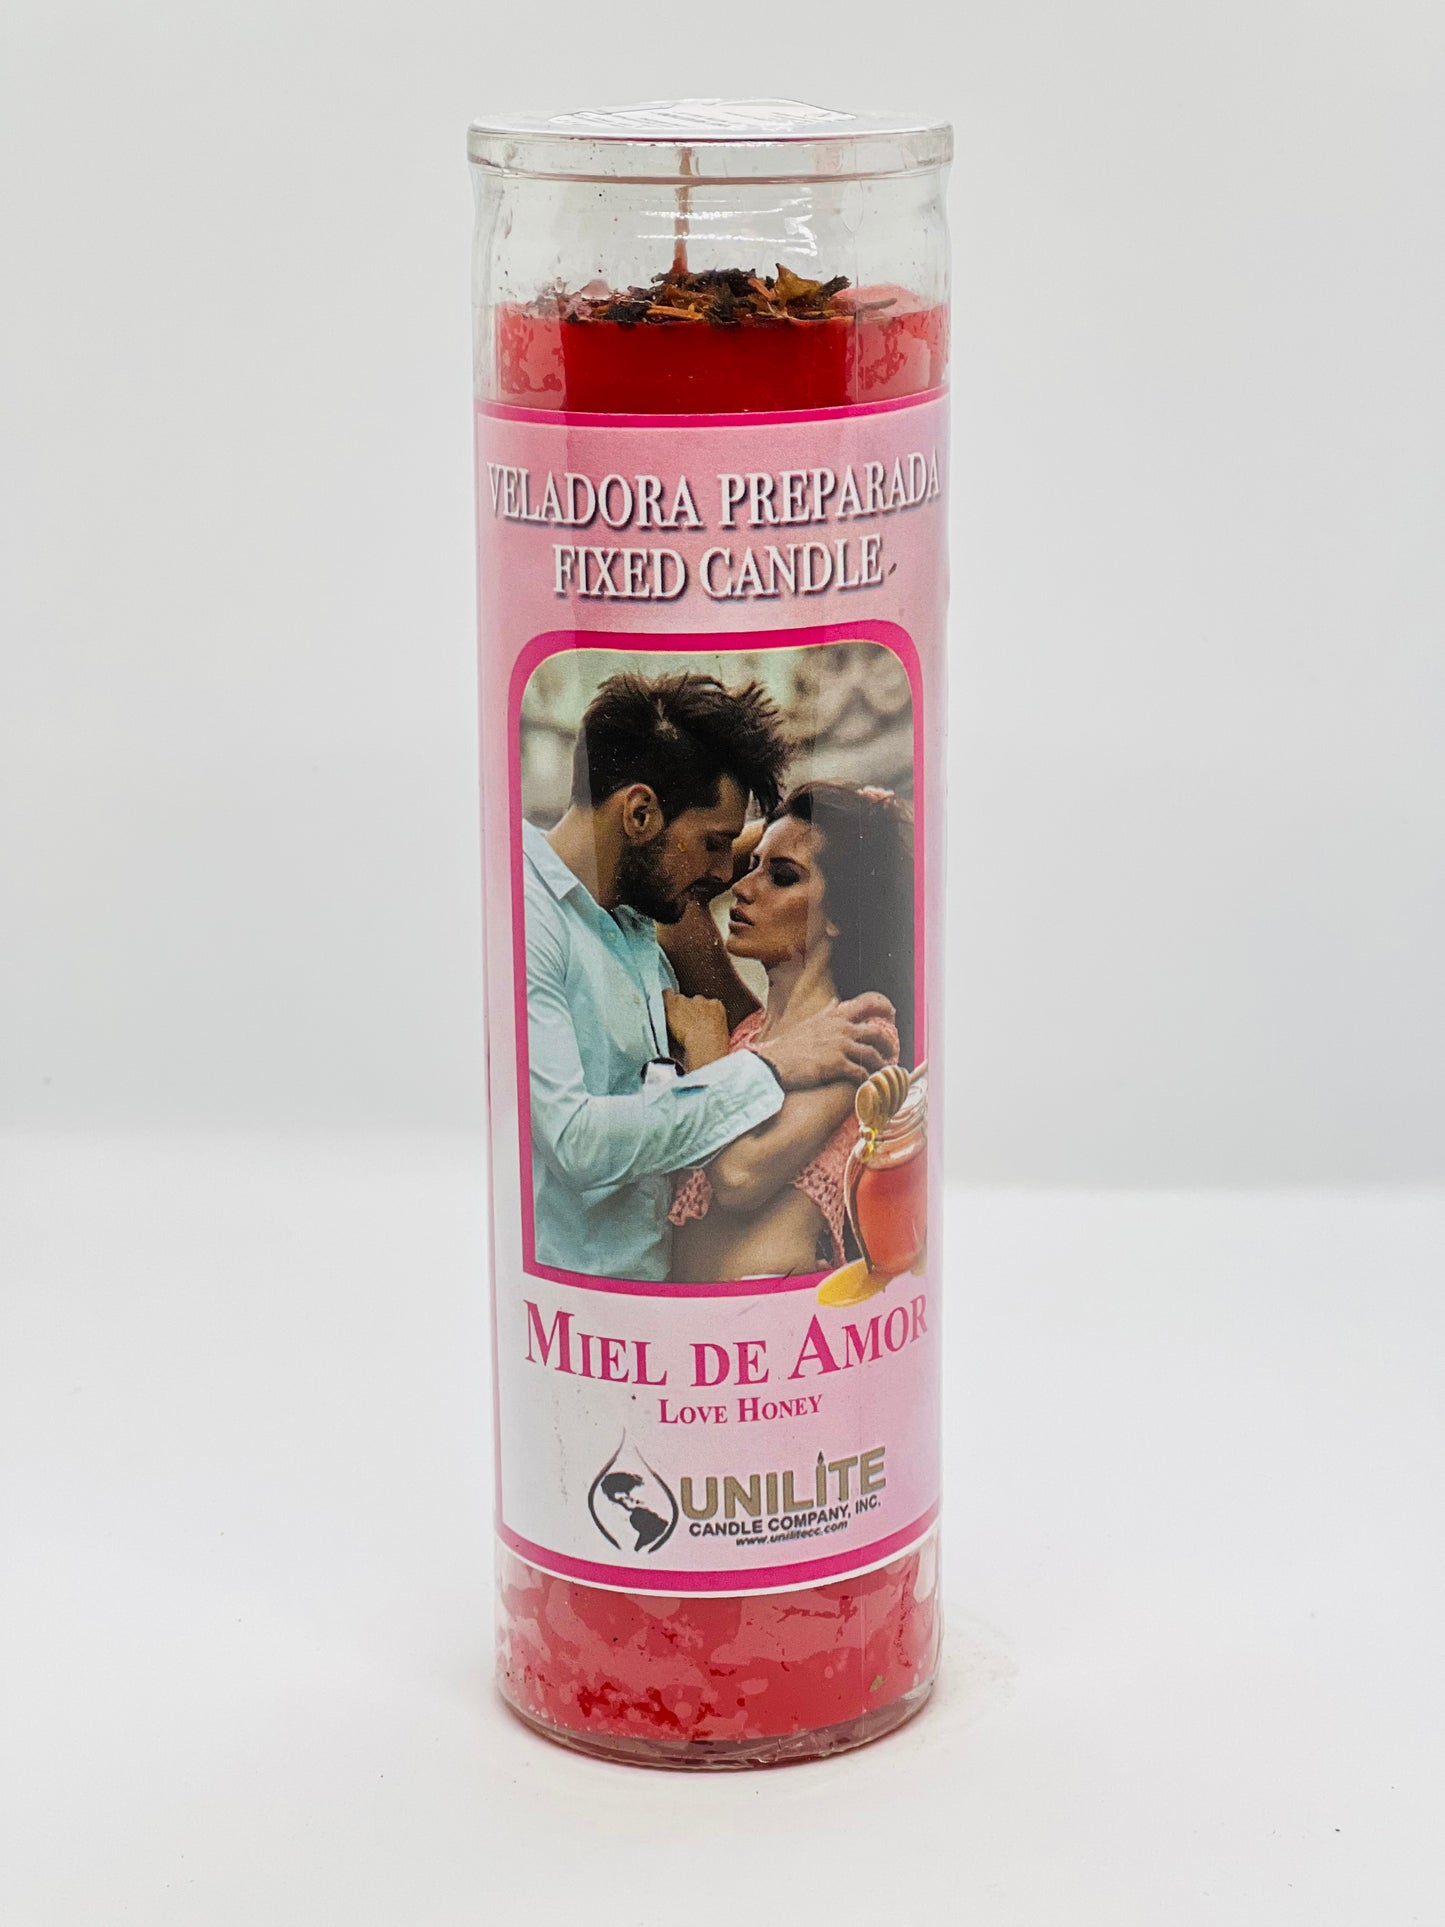 VELADORA PREPARADA
FIXED CANDLE
MIEL DE AMOR
LOVE HONEY
UNILITE
CANDLE COMPANY, INC.
www.unilitecc.com